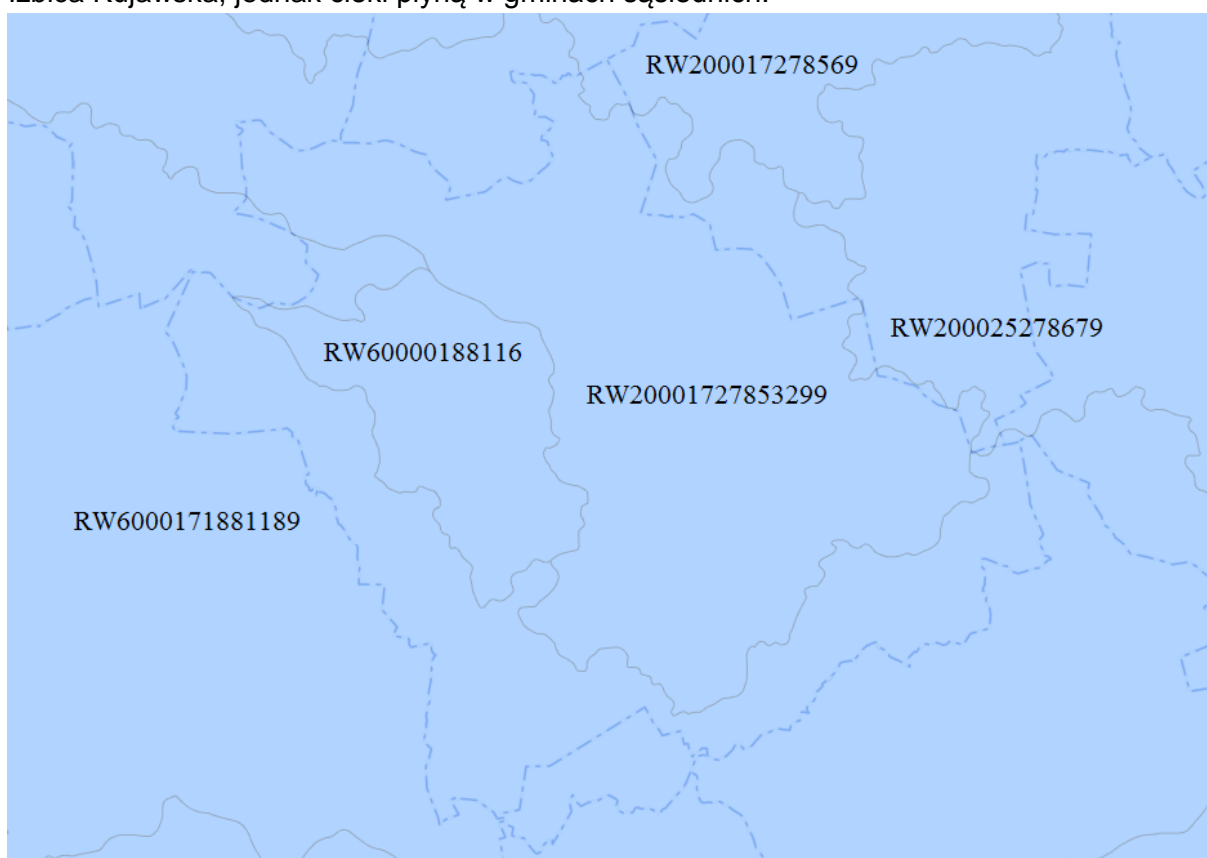 Izbica Kujawska, jednak cieki płyną w gminach sąsiednich.
RW200017278569
RW200025278679
RW60000188116
RW20001727853299
RW6000171881189